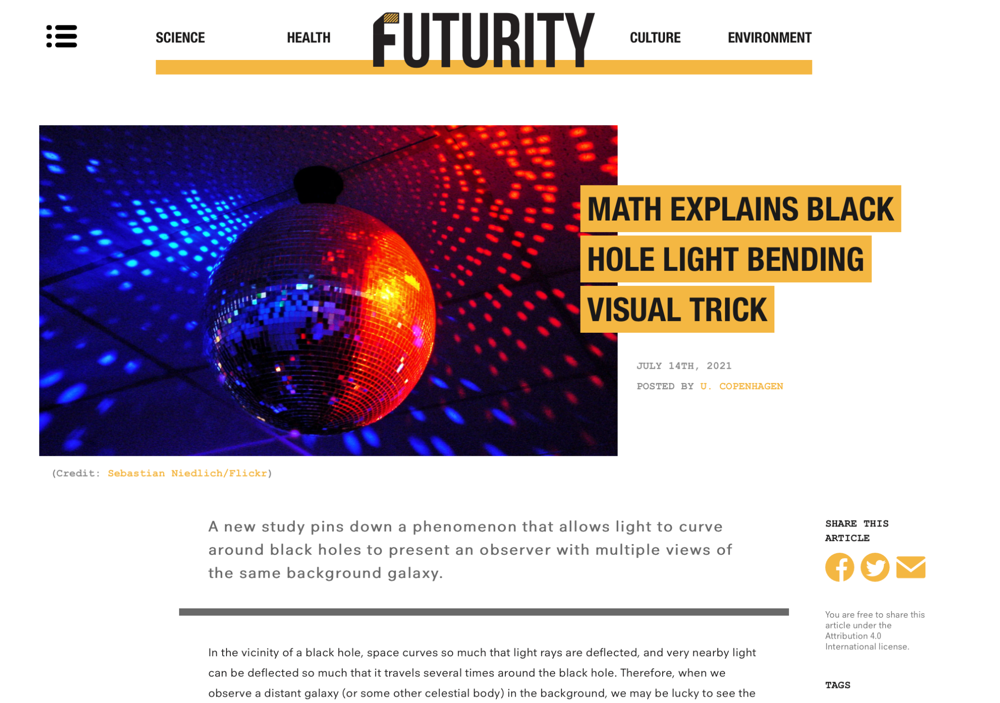 SCIENCE
HEALTH
FUTURITY
CULTURE
ENVIRONMENT
MATH EXPLAINS BLACK
HOLE LIGHT BENDING
VISUAL TRICK
JULY 14TH, 2021
POSTED BY U. COPENHAGEN
(Credit: Sebastian Niedlich/Flickr)
A new study pins down a phenomenon that allows light to curve
around black holes to present an observer with multiple views of
the same background galaxy.
SHARE THIS
ARTICLE
You are free to share this
article under the
Attribution 4.0
International license.
TAGS
In the vicinity of a black hole, space curves so much that light rays are deflected, and very nearby light
can be deflected so much that it travels several times around the black hole. Therefore, when we
observe a distant galaxy (or some other celestial body) in the background, we may be lucky to see the